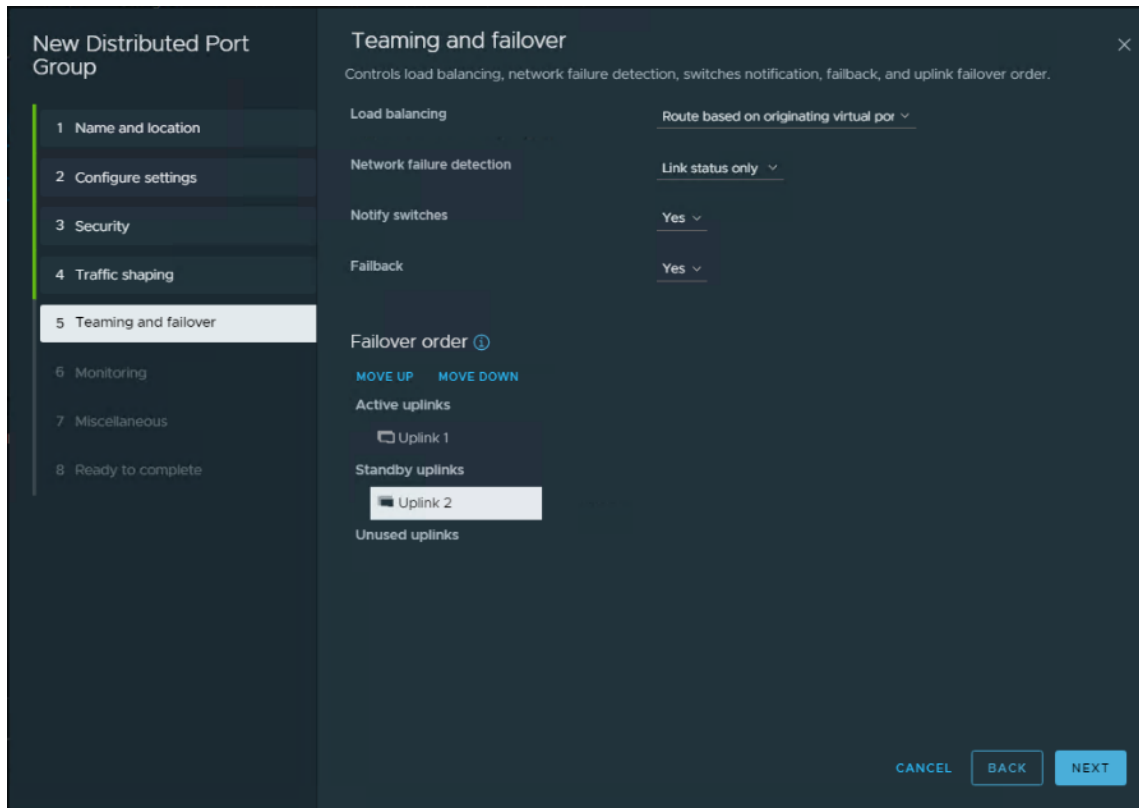 New Distributed Port
Group
1 Name and location
2 Configure settings
3 Security
4 Traffic shaping
5 Teaming and failover
6 Monitoring
7 Miscellaneous
8 Ready to complete
Teaming and failover
Controls load balancing, network failure detection, switches notification, failback, and uplink failover order.
Load balancing Route based on originating virtual por
Network failure detection Link status only
Notify switches Yes
Failback Yes
Failover order
MOVE UP MOVE DOWN
Active uplinks
Uplink 1
Standby uplinks
Uplink 2
Unused uplinks
CANCEL BACK NEXT